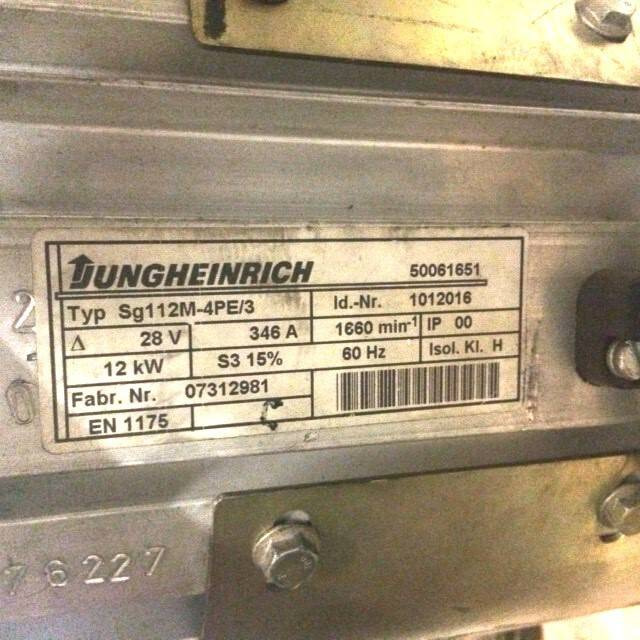 JUNGHEINRICH 50061651
Typ Sg112M-4PE/3 Id.-Nr. 1012016
Δ 28 V 346 A 1660 min-1 IP 00
12 kW S3 15% 60 Hz Isol. Kl. H
Fabr. Nr. 07312981
EN 1175
76227